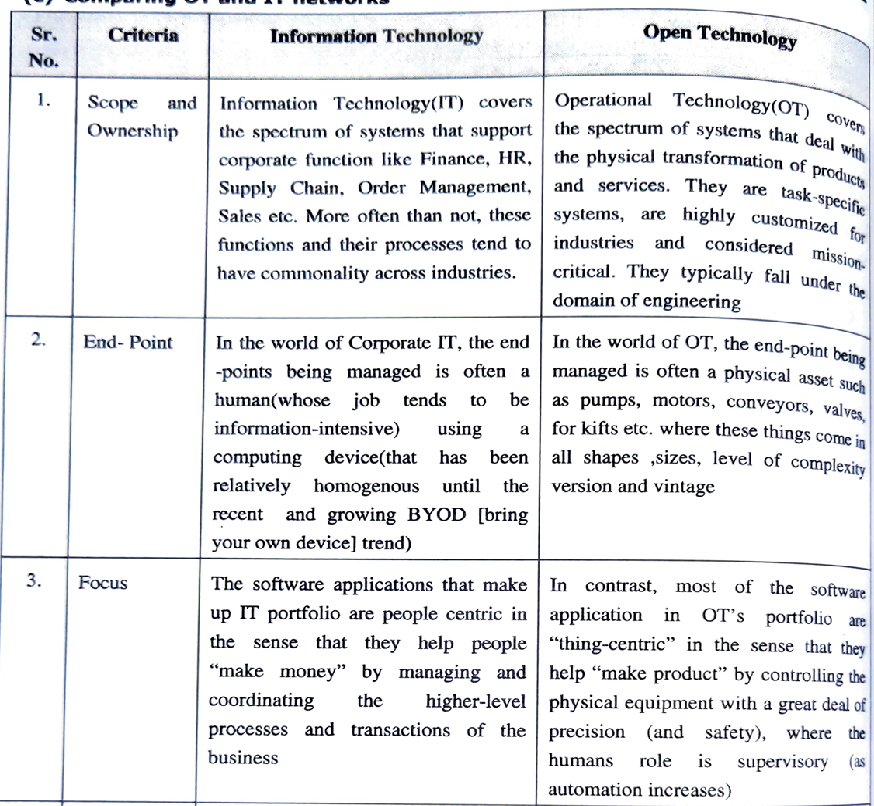 (c) Comparing OT and IT networks
Sr.
No.
Criteria
Information Technology
Open Technology
1.
Scope and
Ownership
Information Technology(IT) covers
the spectrum of systems that support
corporate function like Finance, HR,
Supply Chain, Order Management,
Sales etc. More often than not, these
functions and their processes tend to
have commonality across industries.
Operational Technology(OT) covers
the spectrum of systems that deal with
the physical transformation of products
and services. They are task-specific
systems, are highly customized for
industries and considered mission-
critical. They typically fall under the
domain of engineering
2.
End- Point
In the world of Corporate IT, the end
-points being managed is often a
human(whose job tends to be
information-intensive) using a
computing device(that has been
relatively homogenous until the
recent and growing BYOD [bring
your own device] trend)
In the world of OT, the end-point being
managed is often a physical asset such
as pumps, motors, conveyors, valves,
for kifts etc. where these things come in
all shapes ,sizes, level of complexity
version and vintage
3.
Focus
The software applications that make
up IT portfolio are people centric in
the sense that they help people
“make money” by managing and
coordinating the higher-level
processes and transactions of the
business
In contrast, most of the software
application in OT's portfolio are
“thing-centric” in the sense that they
help “make product” by controlling the
physical equipment with a great deal of
precision (and safety), where the
humans role is supervisory (as
automation increases)